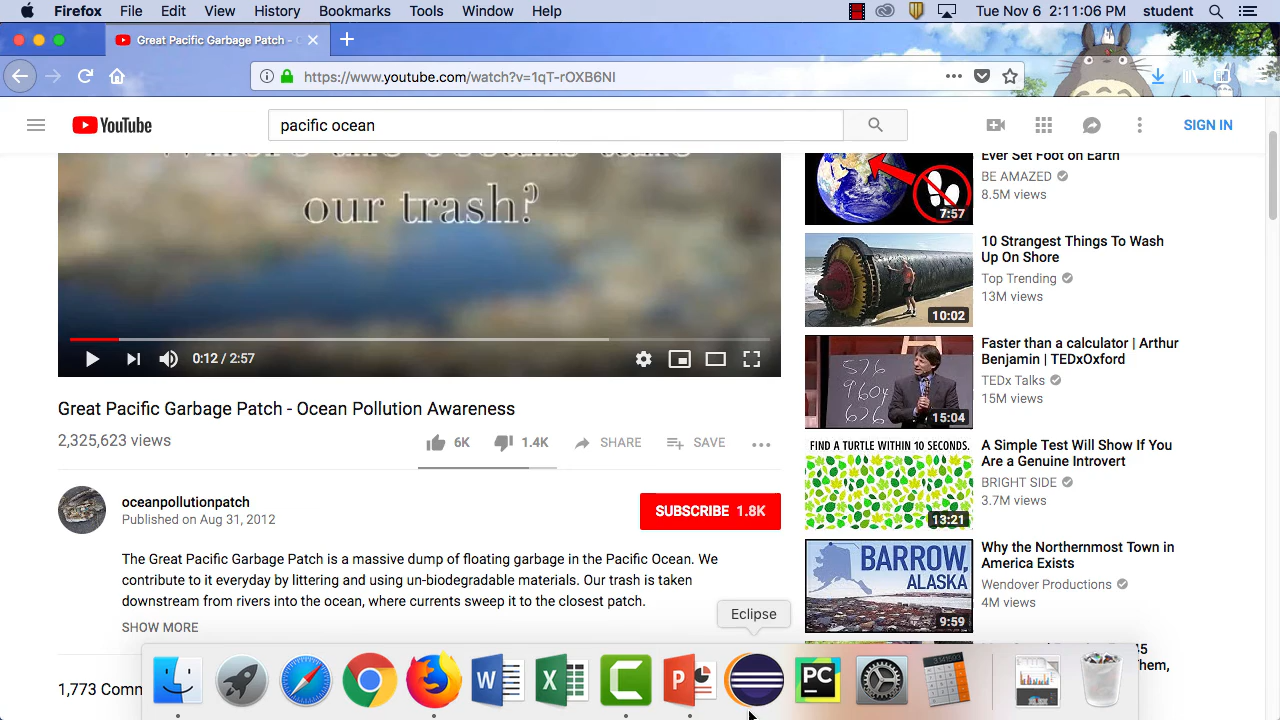 Firefox File Edit View History Bookmarks Tools Window Help Tue Nov 6 2:11:06 PM student
Great Pacific Garbage Patch -
https://www.youtube.com/watch?v=1qT-rOXB6NI
YouTube
pacific ocean
SIGN IN
our trash?
0:12 / 2:57
Great Pacific Garbage Patch - Ocean Pollution Awareness
2,325,623 views
6K 1.4K SHARE SAVE
oceanpollutionpatch
Published on Aug 31, 2012
SUBSCRIBE 1.8K
The Great Pacific Garbage Patch is a massive dump of floating garbage in the Pacific Ocean. We
contribute to it everyday by littering and using un-biodegradable materials. Our trash is taken
downstream from rivers into the ocean, where currents sweep it to the closest patch.
SHOW MORE
1,773 Comm
Ever Set Foot on Earth
BE AMAZED
8.5M views
7:57
10 Strangest Things To Wash
Up On Shore
Top Trending
13M views
10:02
Faster than a calculator | Arthur
Benjamin | TEDxOxford
TEDx Talks
15M views
576
9604
676
15:04
FIND A TURTLE WITHIN 10 SECONDS.
A Simple Test Will Show If You
Are a Genuine Introvert
BRIGHT SIDE
3.7M views
13:21
BARROW,
ALASKA
Why the Northernmost Town in
America Exists
Wendover Productions
4M views
9:59
Eclipse
W X C P PC